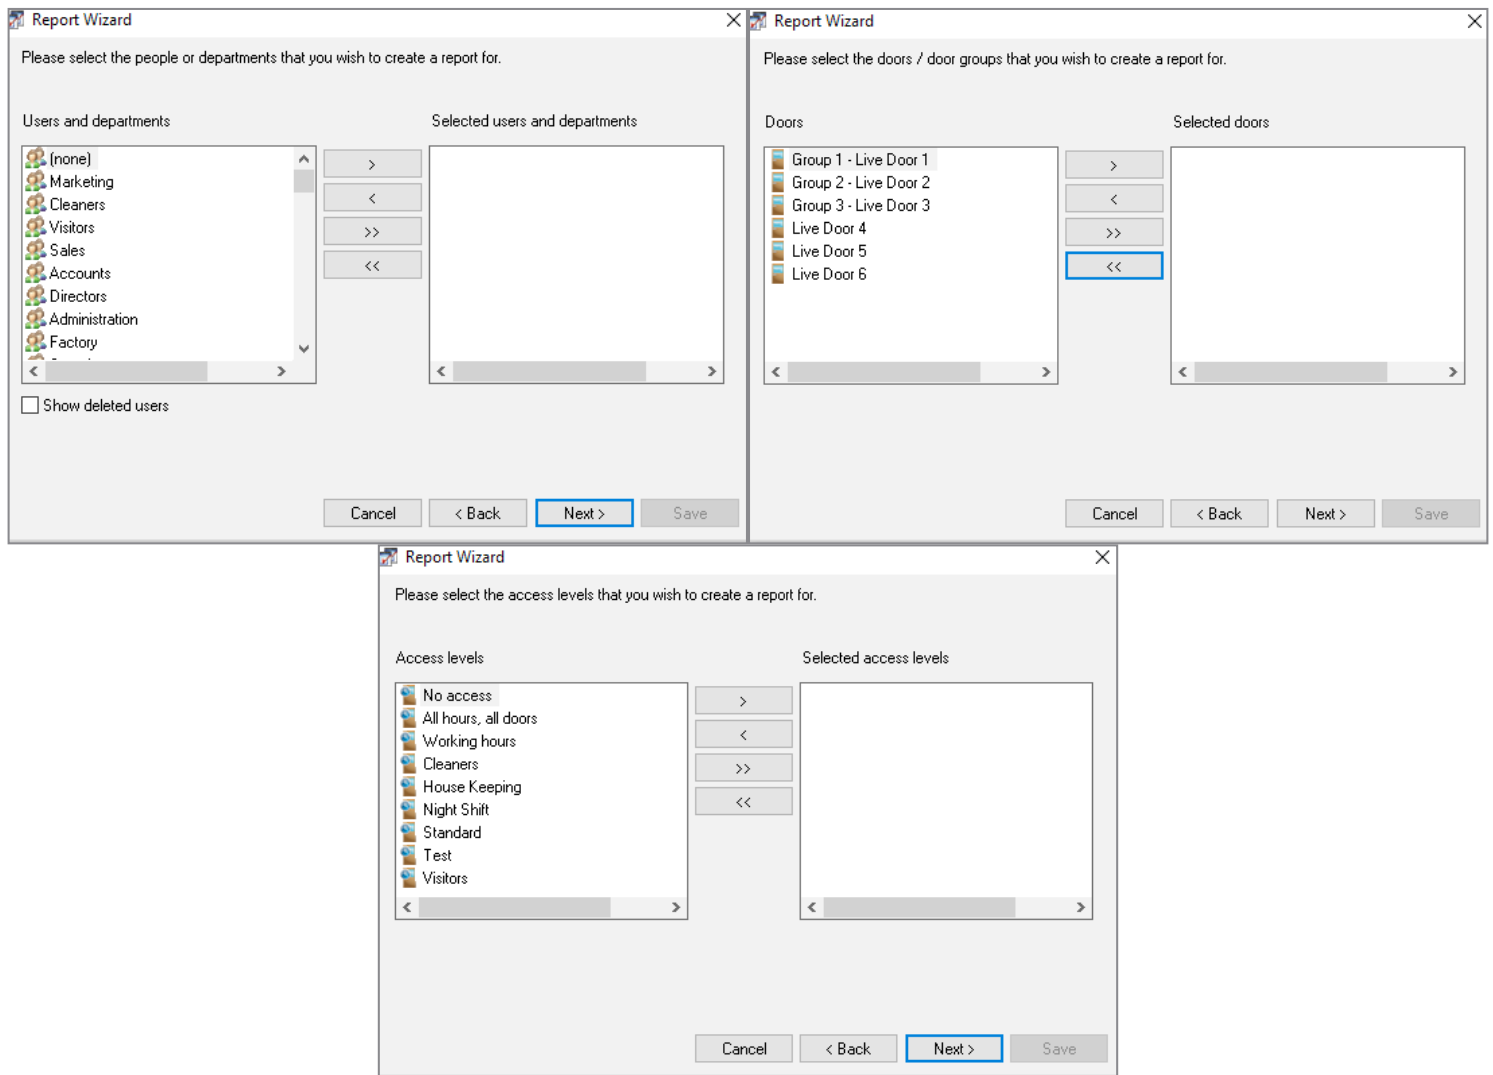 Report Wizard
Please select the people or departments that you wish to create a report for.
Users and departments
Selected users and departments
(none)
Marketing
Cleaners
Visitors
Sales
Accounts
Directors
Administration
Factory
>
<
>>
<<
Show deleted users
Cancel
< Back
Next >
Save
Report Wizard
Please select the doors / door groups that you wish to create a report for.
Doors
Selected doors
Group 1 - Live Door 1
Group 2 - Live Door 2
Group 3 - Live Door 3
Live Door 4
Live Door 5
Live Door 6
>
<
>>
<<
Cancel
< Back
Next >
Save
Report Wizard
Please select the access levels that you wish to create a report for.
Access levels
Selected access levels
No access
All hours, all doors
Working hours
Cleaners
House Keeping
Night Shift
Standard
Test
Visitors
>
<
>>
<<
Cancel
< Back
Next >
Save